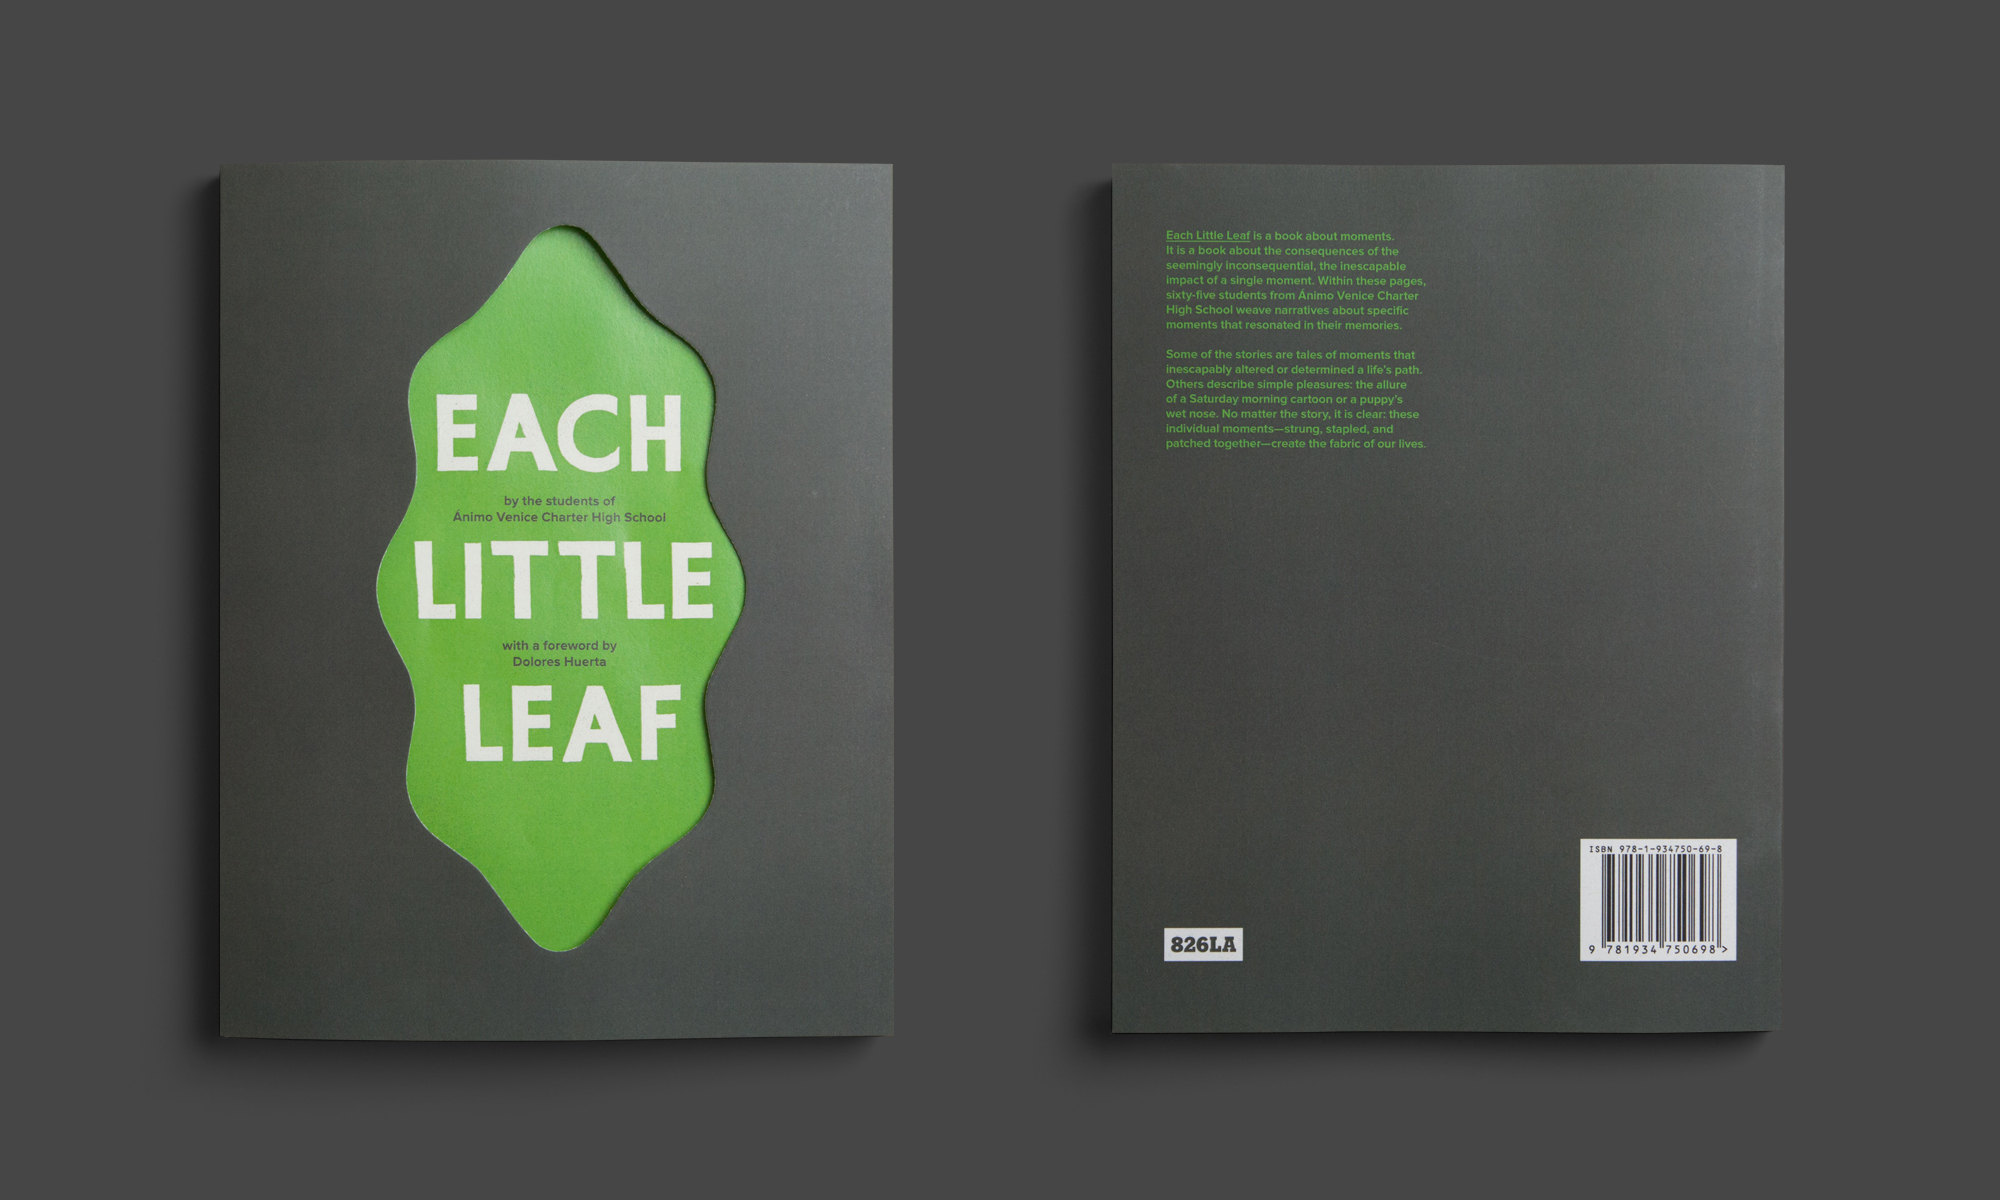 EACH
by the students of
Ánimo Venice Charter High School
LITTLE
with a foreword by
Dolores Huerta
LEAF
Each Little Leaf is a book about moments.
It is a book about the consequences of the
seemingly inconsequential, the inescapable
impact of a single moment. Within these pages,
sixty-five students from Ánimo Venice Charter
High School weave narratives about specific
moments that resonated in their memories.
Some of the stories are tales of moments that
inescapably altered or determined a life's path.
Others describe simple pleasures: the allure
of a Saturday morning cartoon or a puppy's
wet nose. No matter the story, it is clear: these
individual moments—strung, stapled, and
patched together—create the fabric of our lives.
826LA
ISBN 978-1-934750-69-8
9 781934 750698 >